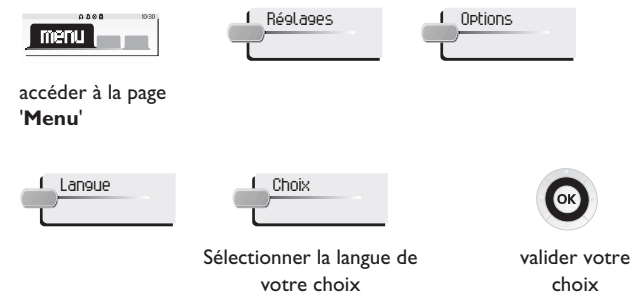 10:30
menu
Réglages
Options
accéder à la page
'Menu'
Langue
Choix
OK
Sélectionner la langue de
votre choix
valider votre
choix